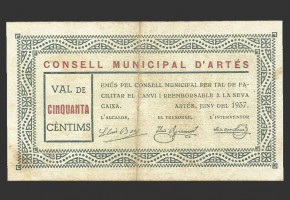 CONSELL MUNICIPAL D'ARTÉS
VAL DE
CINQUANTA
CÈNTIMS
EMÈS PEL CONSELL MUNICIPAL PER TAL DE FA-
CILITAR EL CANVI I REEMBORSABLE A LA SEVA
CAIXA. ARTÉS, JUNY DEL 1937.
L'ALCALDE, EL TRESORER, L'INTERVENTOR